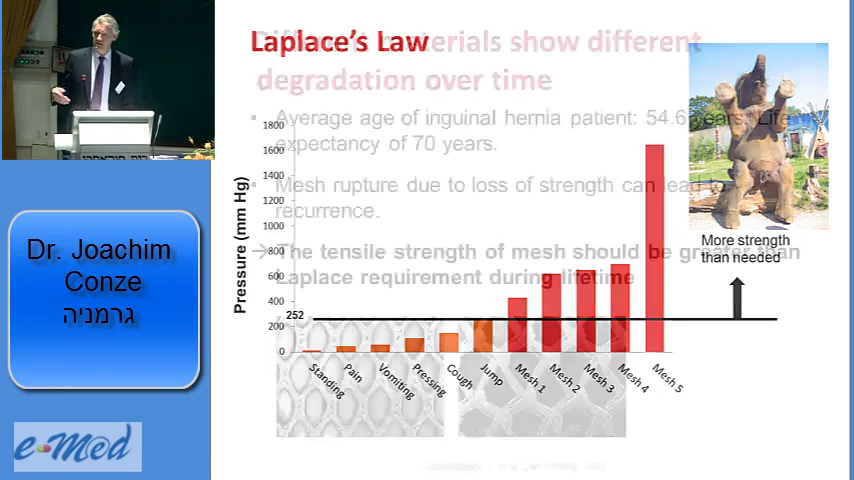 Laplace's Law
Different materials show different
degradation over time
Average age of inguinal hernia patient: 54.6 years. Life
expectancy of 70 years.
Mesh rupture due to loss of strength can lead to
recurrence.
→ The tensile strength of mesh should be greater than
Laplace requirement during lifetime
Pressure (mm Hg)
1800
1600
1400
1200
1000
800
600
400
252
200
0
Standing
Pain
Vomiting
Pressing
Cough
Jump
Mesh 1
Mesh 2
Mesh 3
Mesh 4
Mesh 5
More strength
than needed
Dr. Joachim
Conze
גרמניה
e-Med